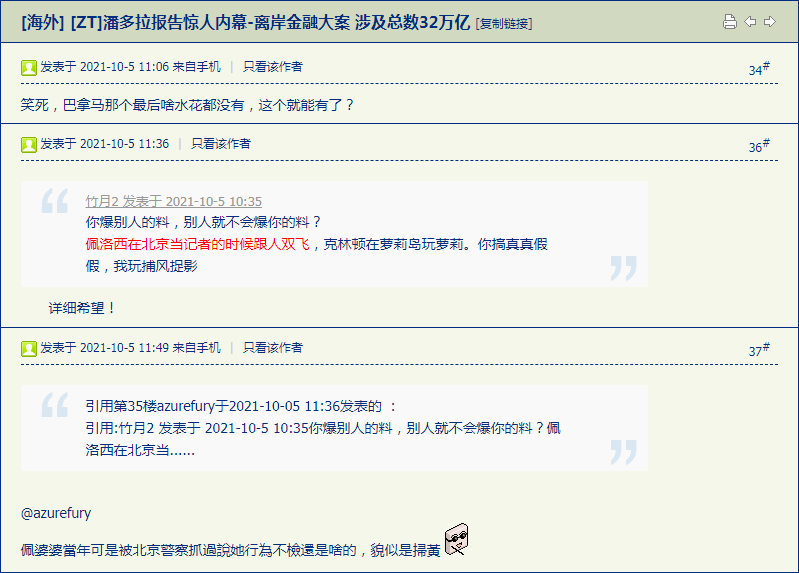 [海外] [ZT]潘多拉报告惊人内幕-离岸金融大案 涉及总数32万亿 [复制链接]
发表于 2021-10-5 11:06 来自手机 | 只看该作者 34#
笑死，巴拿马那个最后啥水花都没有，这个就能有了？
发表于 2021-10-5 11:36 | 只看该作者 36#
竹月2 发表于 2021-10-5 10:35
你爆别人的料，别人就不会爆你的料？
佩洛西在北京当记者的时候跟人双飞，克林顿在萝莉岛玩萝莉。你搞真真假
假，我玩捕风捉影
详细希望！
发表于 2021-10-5 11:49 来自手机 | 只看该作者 37#
引用第35楼azurefury于2021-10-05 11:36发表的 ：
引用:竹月2 发表于 2021-10-5 10:35你爆别人的料，别人就不会爆你的料？佩
洛西在北京当......
@azurefury
佩婆婆當年可是被北京警察抓過說她行為不檢還是啥的，貌似是掃黃